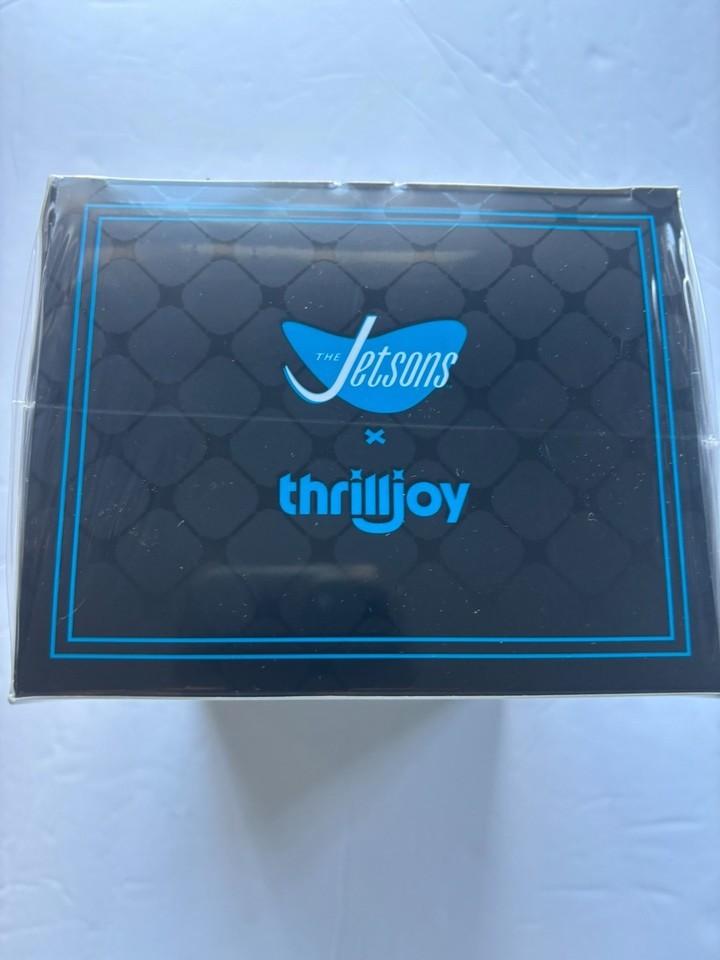 THE Jetsons
x
thrilljoy